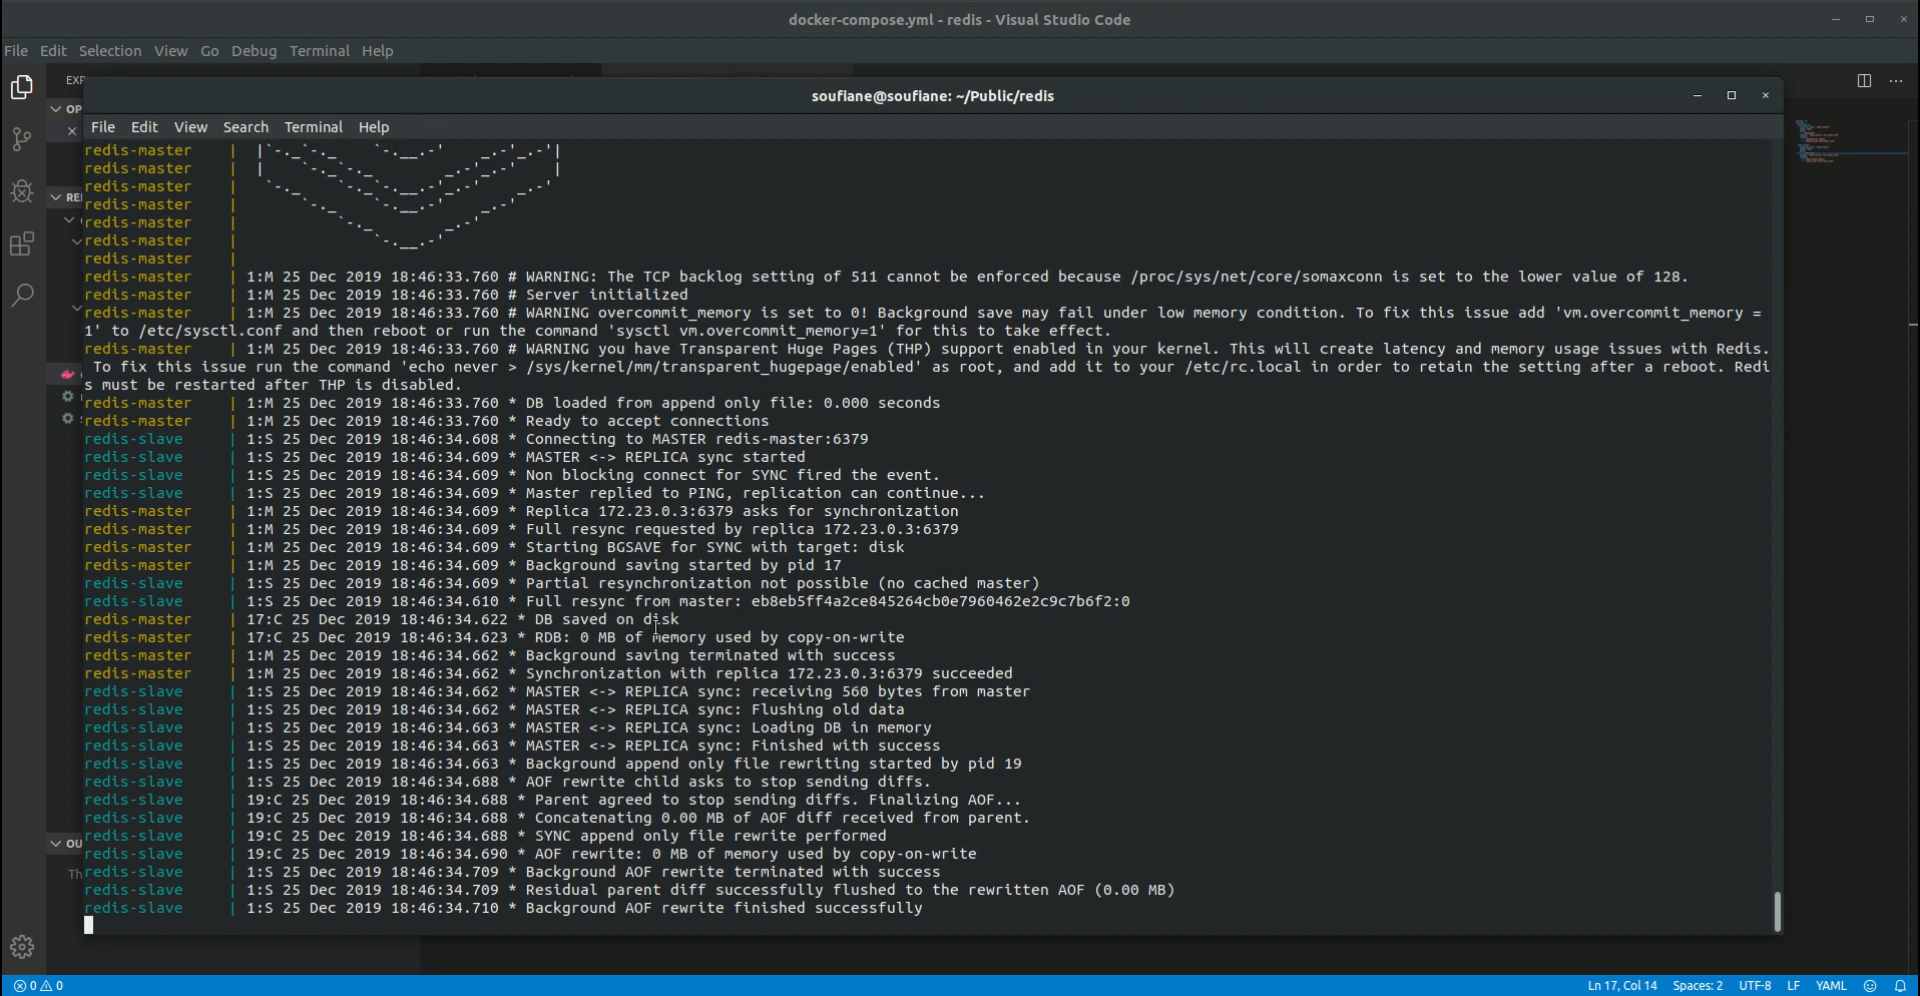 docker-compose.yml - redis - Visual Studio Code
File Edit Selection View Go Debug Terminal Help
soufiane@soufiane: ~/Public/redis
File Edit View Search Terminal Help
redis-master | |`-._`-._ `-.__.-' _.-'_.-'|
redis-master | | `-._`-._ _.-'_.-' |
redis-master | `-._ `-._`-.__.-'_.-' _.-'
redis-master | `-._ `-.__.-' _.-'
redis-master | `-._ _.-'
redis-master | `-.__.-'
redis-master |
redis-master | 1:M 25 Dec 2019 18:46:33.760 # WARNING: The TCP backlog setting of 511 cannot be enforced because /proc/sys/net/core/somaxconn is set to the lower value of 128.
redis-master | 1:M 25 Dec 2019 18:46:33.760 # Server initialized
redis-master | 1:M 25 Dec 2019 18:46:33.760 # WARNING overcommit_memory is set to 0! Background save may fail under low memory condition. To fix this issue add 'vm.overcommit_memory =
1' to /etc/sysctl.conf and then reboot or run the command 'sysctl vm.overcommit_memory=1' for this to take effect.
redis-master | 1:M 25 Dec 2019 18:46:33.760 # WARNING you have Transparent Huge Pages (THP) support enabled in your kernel. This will create latency and memory usage issues with Redis.
To fix this issue run the command 'echo never > /sys/kernel/mm/transparent_hugepage/enabled' as root, and add it to your /etc/rc.local in order to retain the setting after a reboot. Redi
s must be restarted after THP is disabled.
redis-master | 1:M 25 Dec 2019 18:46:33.760 * DB loaded from append only file: 0.000 seconds
redis-master | 1:M 25 Dec 2019 18:46:33.760 * Ready to accept connections
redis-slave | 1:S 25 Dec 2019 18:46:34.608 * Connecting to MASTER redis-master:6379
redis-slave | 1:S 25 Dec 2019 18:46:34.609 * MASTER <-> REPLICA sync started
redis-slave | 1:S 25 Dec 2019 18:46:34.609 * Non blocking connect for SYNC fired the event.
redis-slave | 1:S 25 Dec 2019 18:46:34.609 * Master replied to PING, replication can continue...
redis-master | 1:M 25 Dec 2019 18:46:34.609 * Replica 172.23.0.3:6379 asks for synchronization
redis-master | 1:M 25 Dec 2019 18:46:34.609 * Full resync requested by replica 172.23.0.3:6379
redis-master | 1:M 25 Dec 2019 18:46:34.609 * Starting BGSAVE for SYNC with target: disk
redis-master | 1:M 25 Dec 2019 18:46:34.609 * Background saving started by pid 17
redis-slave | 1:S 25 Dec 2019 18:46:34.609 * Partial resynchronization not possible (no cached master)
redis-slave | 1:S 25 Dec 2019 18:46:34.610 * Full resync from master: eb8eb5ff4a2ce845264cb0e7960462e2c9c7b6f2:0
redis-master | 17:C 25 Dec 2019 18:46:34.622 * DB saved on disk
redis-master | 17:C 25 Dec 2019 18:46:34.623 * RDB: 0 MB of memory used by copy-on-write
redis-master | 1:M 25 Dec 2019 18:46:34.662 * Background saving terminated with success
redis-master | 1:M 25 Dec 2019 18:46:34.662 * Synchronization with replica 172.23.0.3:6379 succeeded
redis-slave | 1:S 25 Dec 2019 18:46:34.662 * MASTER <-> REPLICA sync: receiving 560 bytes from master
redis-slave | 1:S 25 Dec 2019 18:46:34.662 * MASTER <-> REPLICA sync: Flushing old data
redis-slave | 1:S 25 Dec 2019 18:46:34.663 * MASTER <-> REPLICA sync: Loading DB in memory
redis-slave | 1:S 25 Dec 2019 18:46:34.663 * MASTER <-> REPLICA sync: Finished with success
redis-slave | 1:S 25 Dec 2019 18:46:34.663 * Background append only file rewriting started by pid 19
redis-slave | 1:S 25 Dec 2019 18:46:34.688 * AOF rewrite child asks to stop sending diffs.
redis-slave | 19:C 25 Dec 2019 18:46:34.688 * Parent agreed to stop sending diffs. Finalizing AOF...
redis-slave | 19:C 25 Dec 2019 18:46:34.688 * Concatenating 0.00 MB of AOF diff received from parent.
redis-slave | 19:C 25 Dec 2019 18:46:34.688 * SYNC append only file rewrite performed
redis-slave | 19:C 25 Dec 2019 18:46:34.690 * AOF rewrite: 0 MB of memory used by copy-on-write
redis-slave | 1:S 25 Dec 2019 18:46:34.709 * Background AOF rewrite terminated with success
redis-slave | 1:S 25 Dec 2019 18:46:34.709 * Residual parent diff successfully flushed to the rewritten AOF (0.00 MB)
redis-slave | 1:S 25 Dec 2019 18:46:34.710 * Background AOF rewrite finished successfully
0 0 Ln 17, Col 14 Spaces: 2 UTF-8 LF YAML